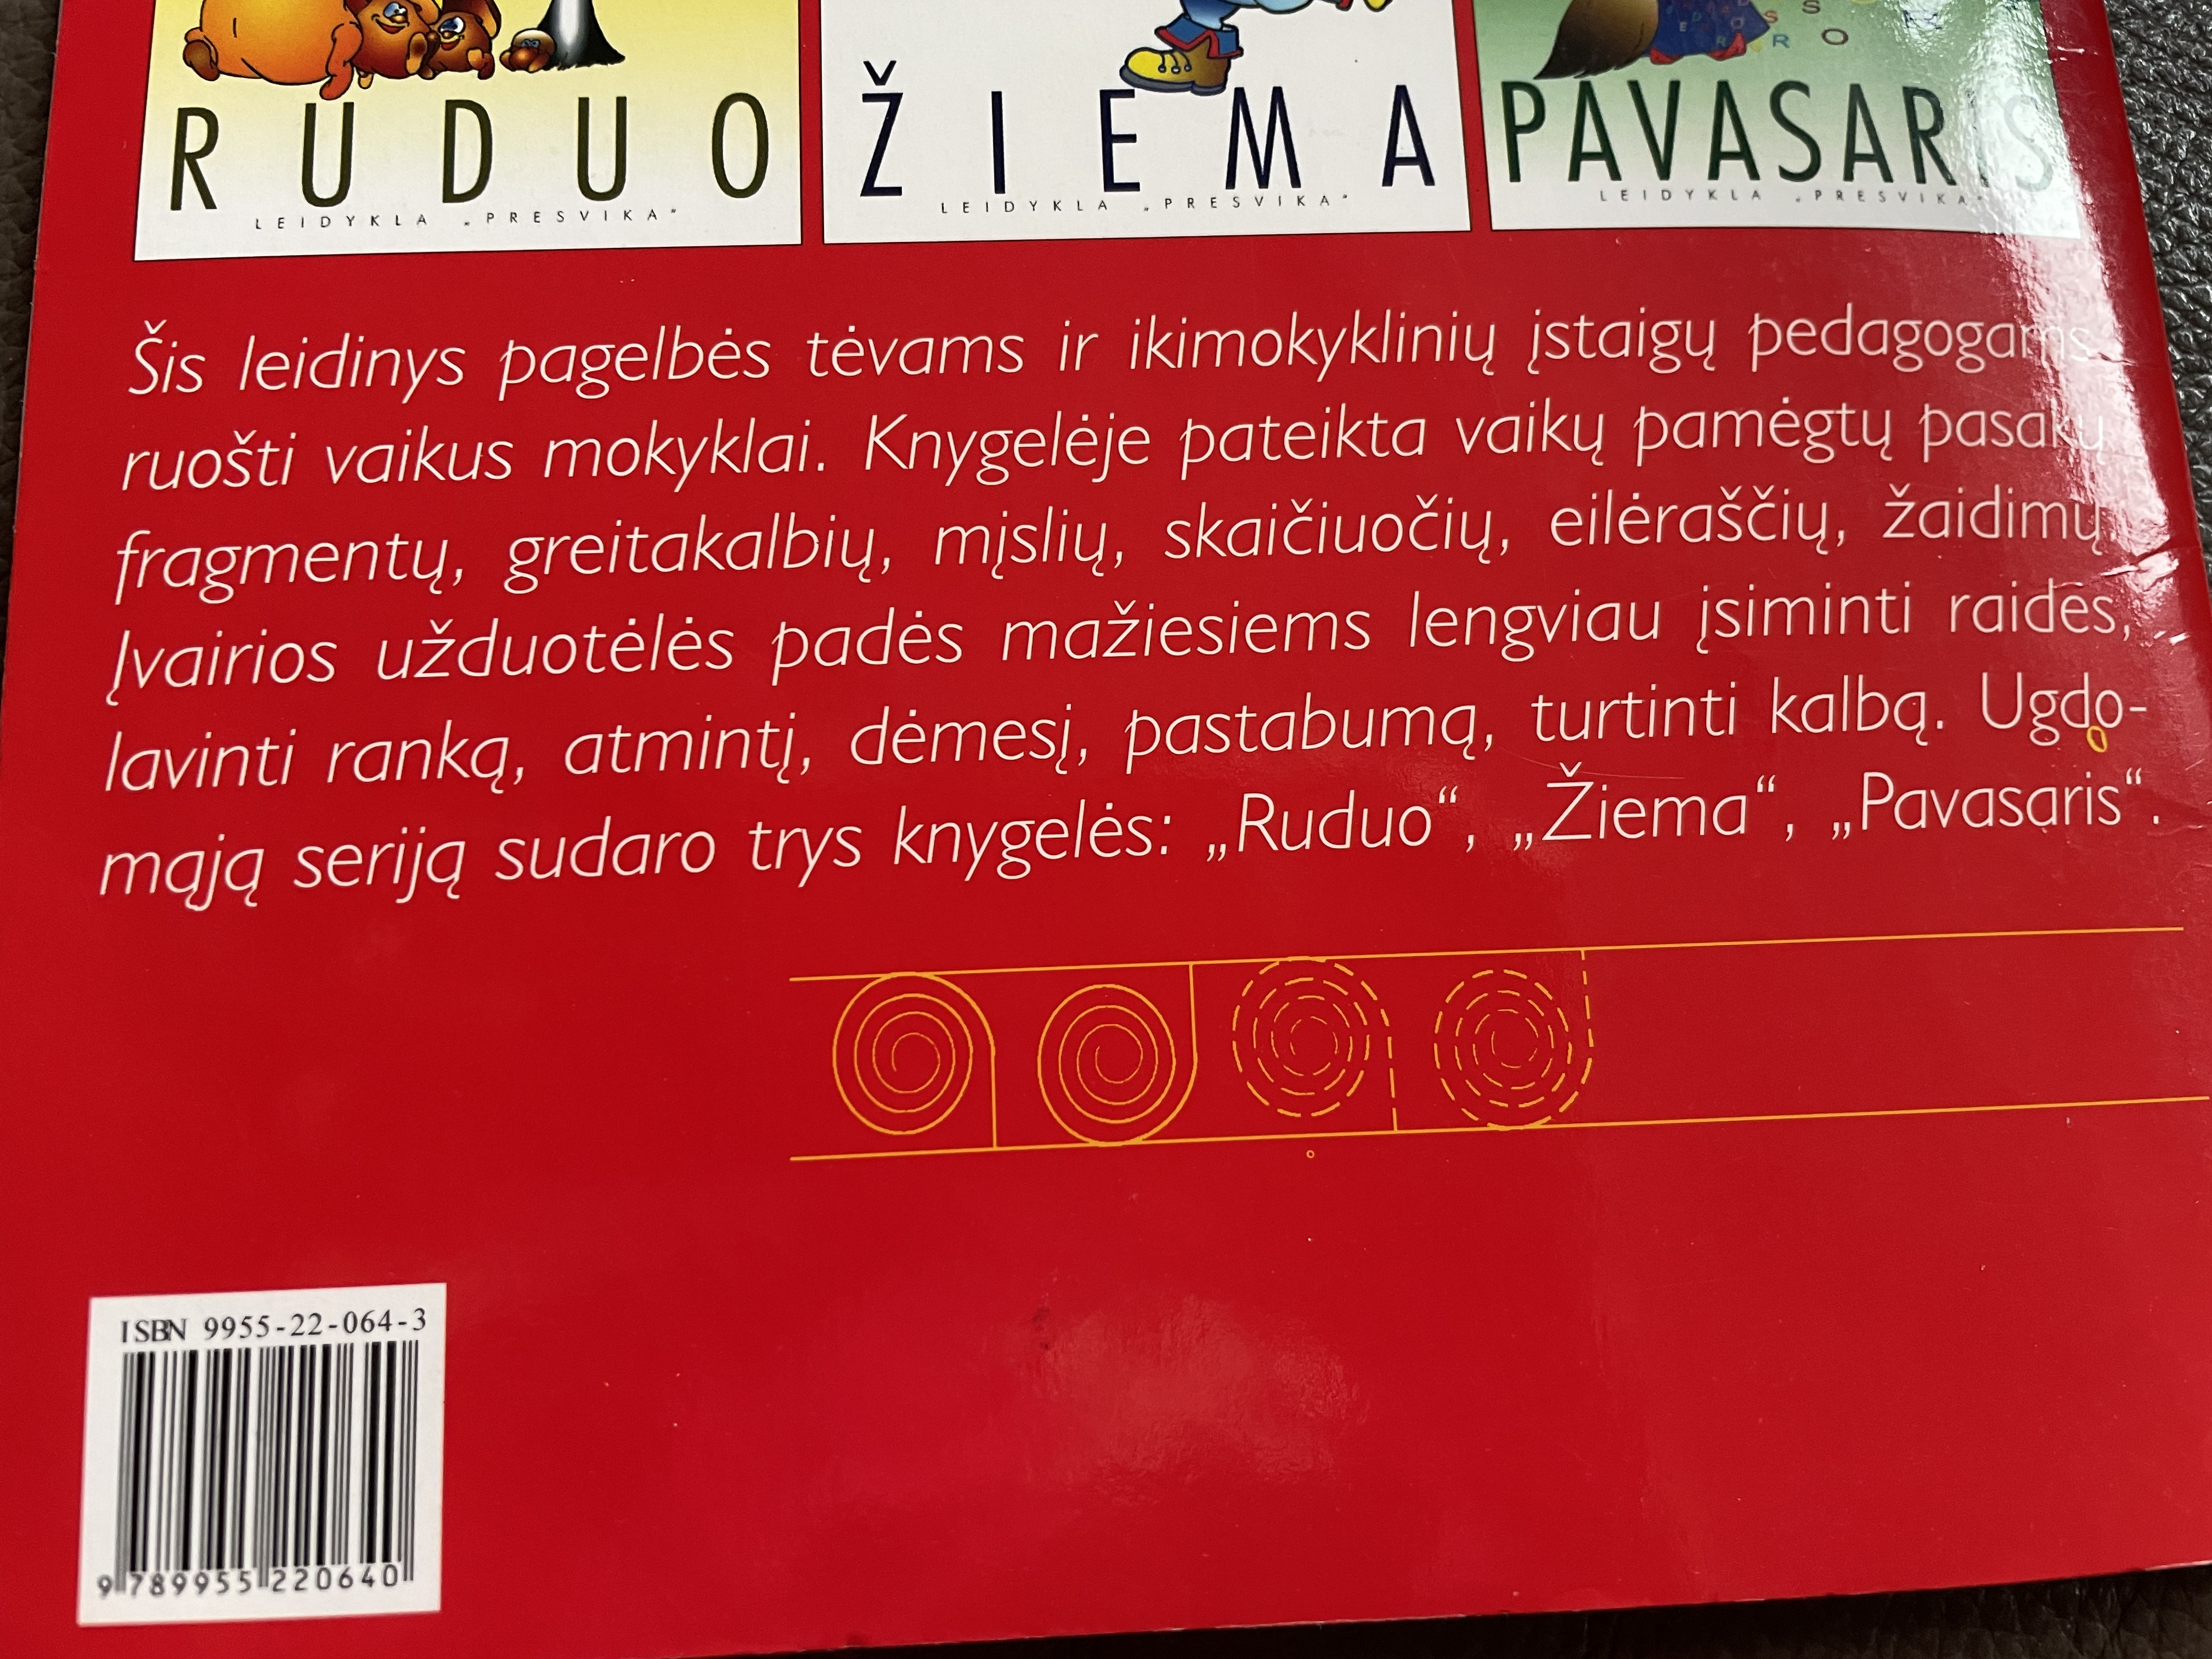 RUDUO
LEIDYKLA „PRESVIKA“
ŽIEMA
LEIDYKLA „PRESVIKA“
PAVASARIS
LEIDYKLA „PRESVIKA“
Šis leidinys pagelbės tėvams ir ikimokyklinių įstaigų pedagogams
ruošti vaikus mokyklai. Knygelėje pateikta vaikų pamėgtų pasakų
fragmentų, greitakalbių, mįslių, skaičiuočių, eilėraščių, žaidimų.
Įvairios užduotėlės padės mažiesiems lengviau įsiminti raides,
lavinti ranką, atmintį, dėmesį, pastabumą, turtinti kalbą. Ugdo-
mąją seriją sudaro trys knygelės: „Ruduo“, „Žiema“, „Pavasaris“.
ISBN 9955-22-064-3
9 789955 220640